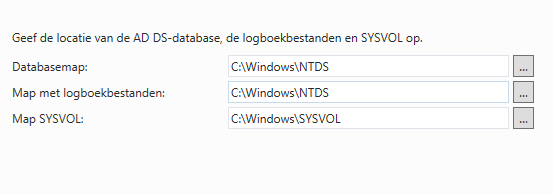 Geef de locatie van de AD DS-database, de logboekbestanden en SYSVOL op.
Databasemap: C:\Windows\NTDS ...
Map met logboekbestanden: C:\Windows\NTDS ...
Map SYSVOL: C:\Windows\SYSVOL ...